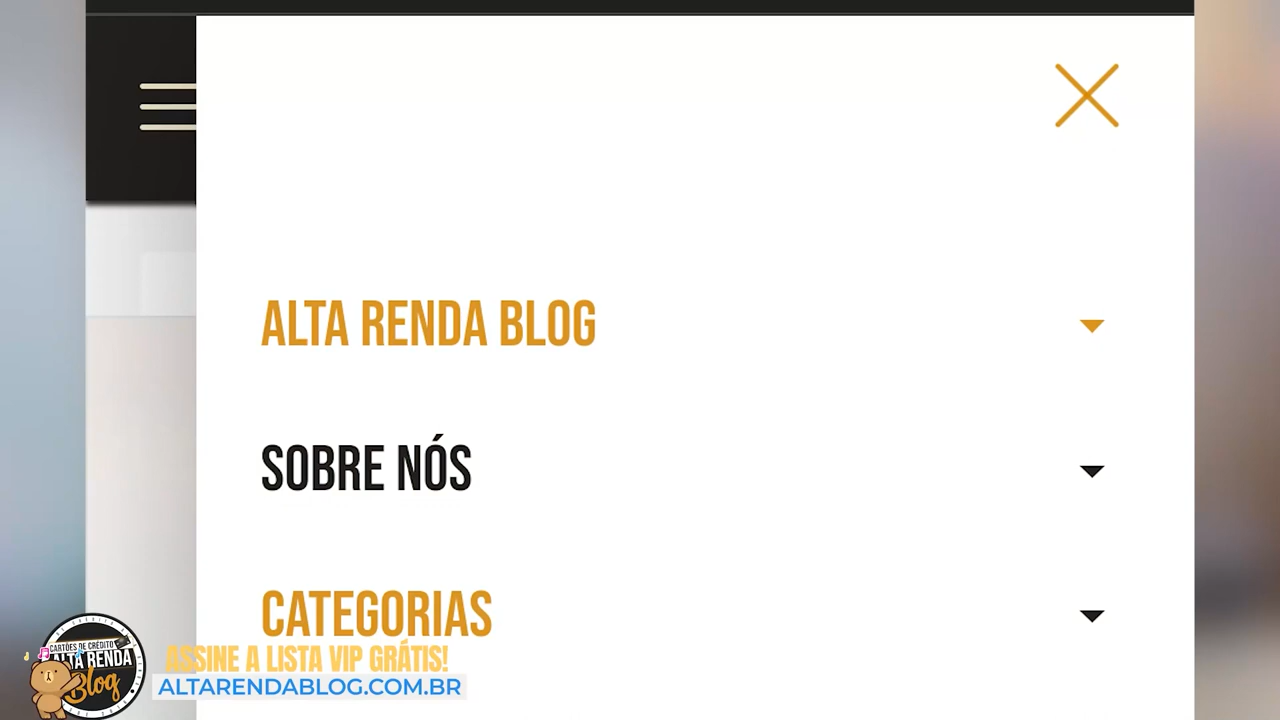 ALTA RENDA BLOG
SOBRE NÓS
CATEGORIAS
CARTÕES DE CRÉDITO
ALTA RENDA
Blog
ASSINE A LISTA VIP GRÁTIS!
ALTARENDABLOG.COM.BR